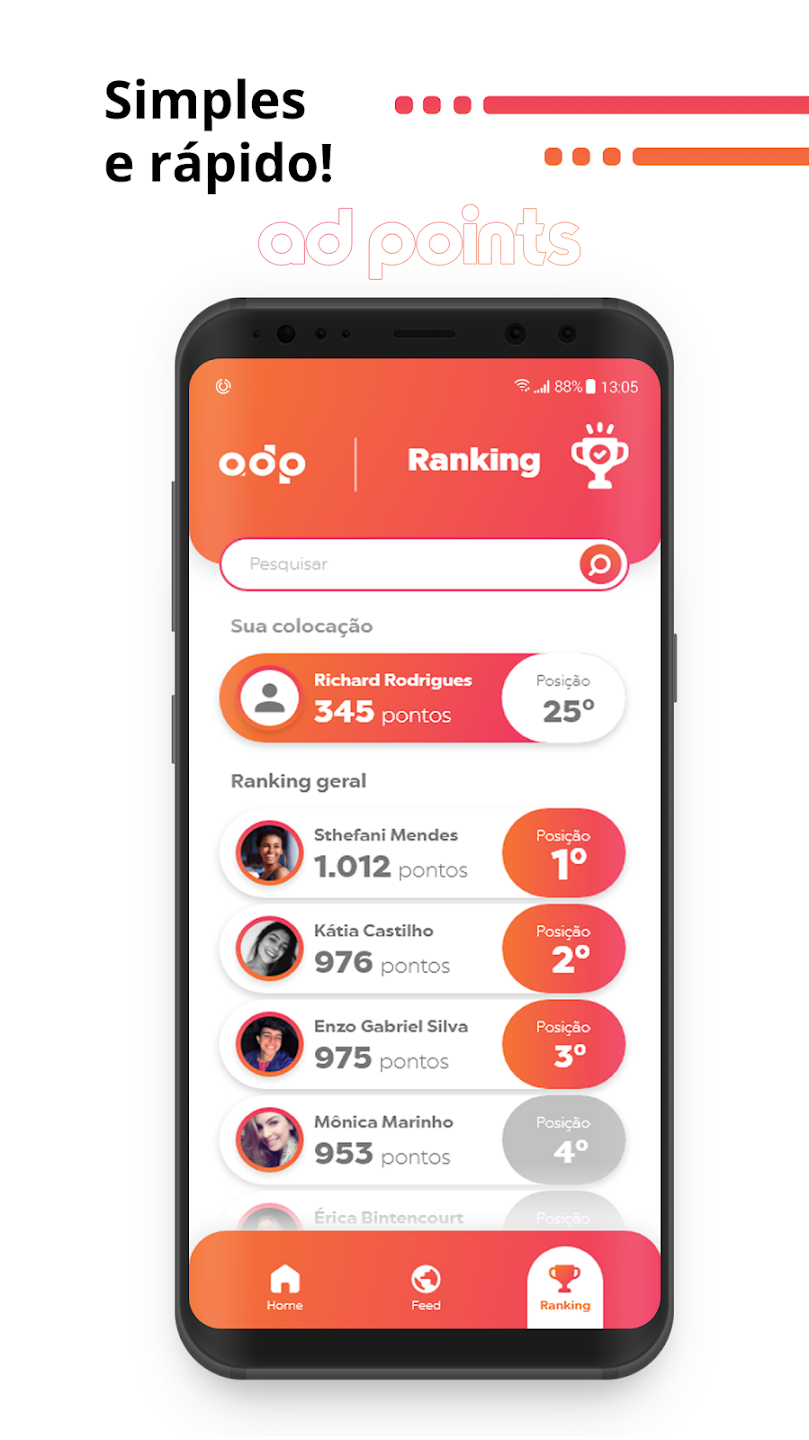 Simples
e rápido!
ad points
88% 13:05
adp
Ranking
Pesquisar
Sua colocação
Richard Rodrigues
345 pontos
Posição
25º
Ranking geral
Sthefani Mendes
1.012 pontos
Posição
1º
Kátia Castilho
976 pontos
Posição
2º
Enzo Gabriel Silva
975 pontos
Posição
3º
Mônica Marinho
953 pontos
Posição
4º
Érica Bintencourt
Posição
Home
Feed
Ranking